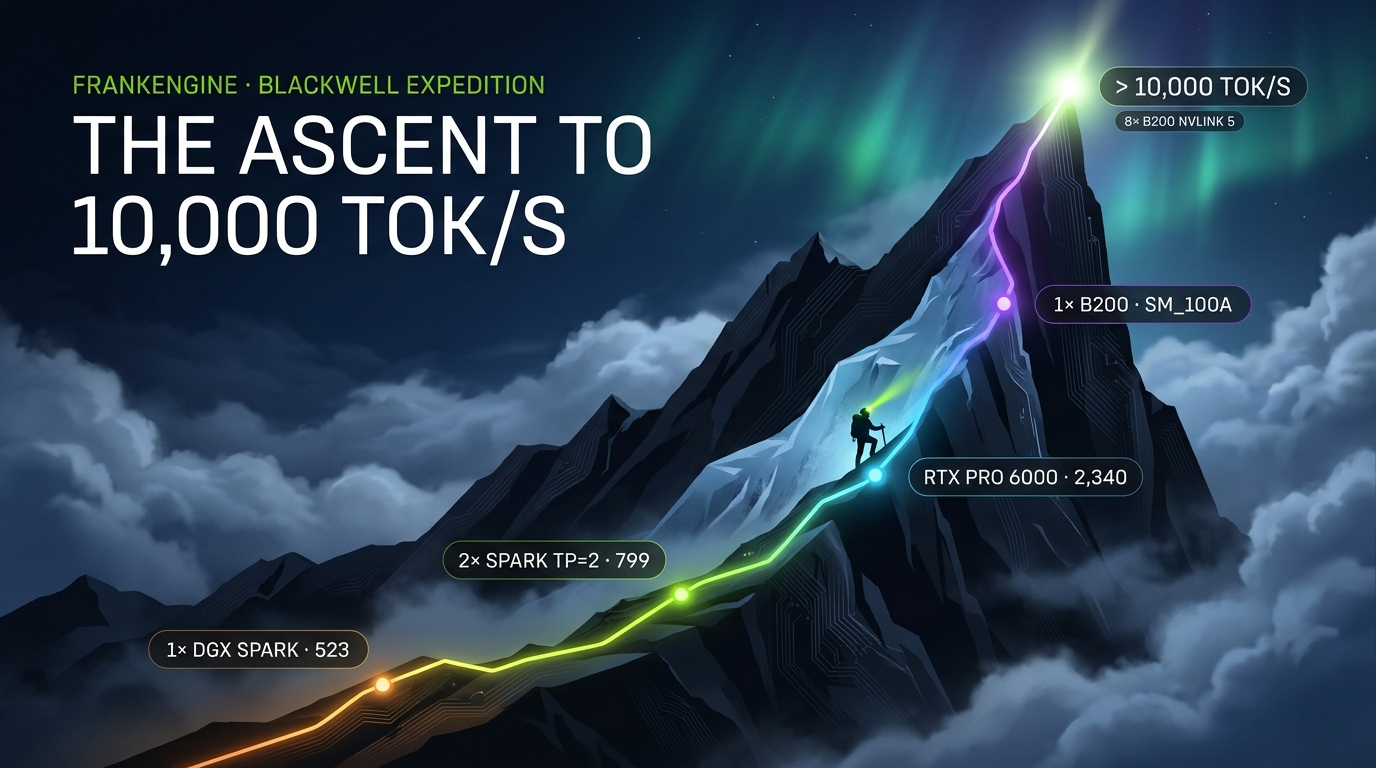 FRANKENGINE · BLACKWELL EXPEDITION
THE ASCENT TO
10,000 TOK/S
> 10,000 TOK/S
8× B200 NVLINK 5
1× B200 · SM_100A
RTX PRO 6000 · 2,340
2× SPARK TP=2 · 799
1× DGX SPARK · 523